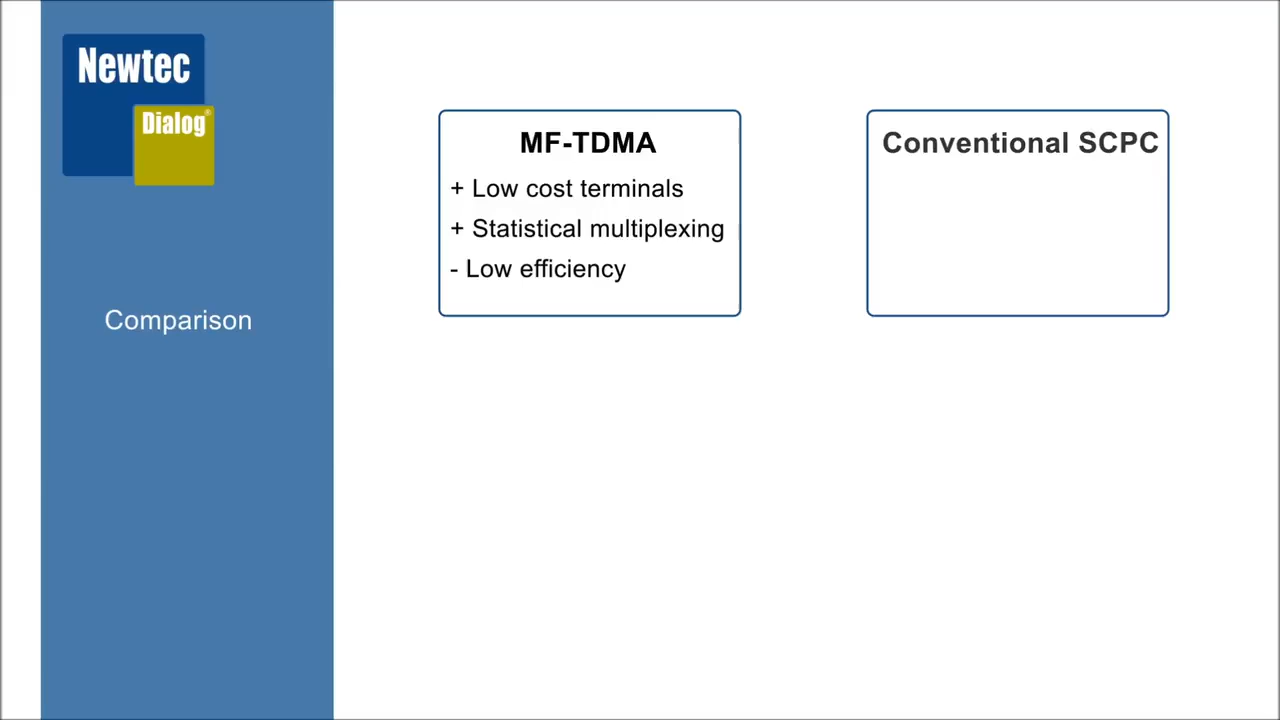 Newtec
Dialog®
Comparison
MF-TDMA
+ Low cost terminals
+ Statistical multiplexing
- Low efficiency
Conventional SCPC